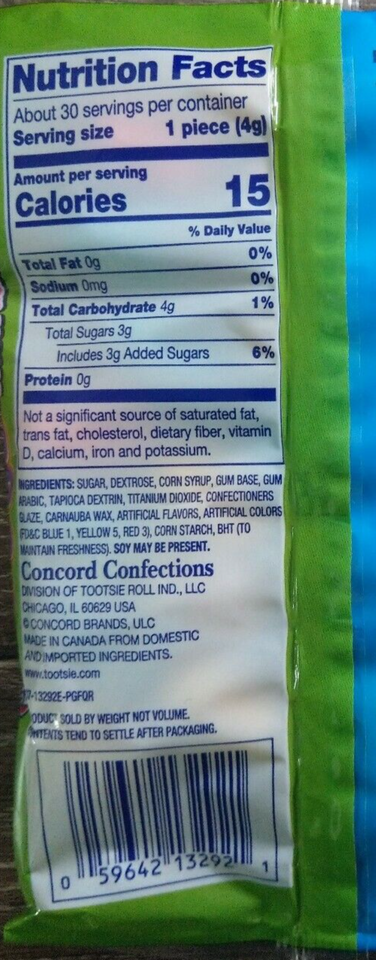 Nutrition Facts
About 30 servings per container
Serving size 1 piece (4g)
Amount per serving
Calories 15
% Daily Value
Total Fat 0g 0%
Sodium 0mg 0%
Total Carbohydrate 4g 1%
Total Sugars 3g
Includes 3g Added Sugars 6%
Protein 0g
Not a significant source of saturated fat,
trans fat, cholesterol, dietary fiber, vitamin
D, calcium, iron and potassium.
INGREDIENTS: SUGAR, DEXTROSE, CORN SYRUP, GUM BASE, GUM
ARABIC, TAPIOCA DEXTRIN, TITANIUM DIOXIDE, CONFECTIONERS
GLAZE, CARNAUBA WAX, ARTIFICIAL FLAVORS, ARTIFICIAL COLORS
(FD&C BLUE 1, YELLOW 5, RED 3), CORN STARCH, BHT (TO
MAINTAIN FRESHNESS). SOY MAY BE PRESENT.
Concord Confections
DIVISION OF TOOTSIE ROLL IND., LLC
CHICAGO, IL 60629 USA
© CONCORD BRANDS, ULC
MADE IN CANADA FROM DOMESTIC
AND IMPORTED INGREDIENTS.
www.tootsie.com
13292E-PGFQR
SOLD BY WEIGHT NOT VOLUME.
TEND TO SETTLE AFTER PACKAGING.
0 59642 13292 1